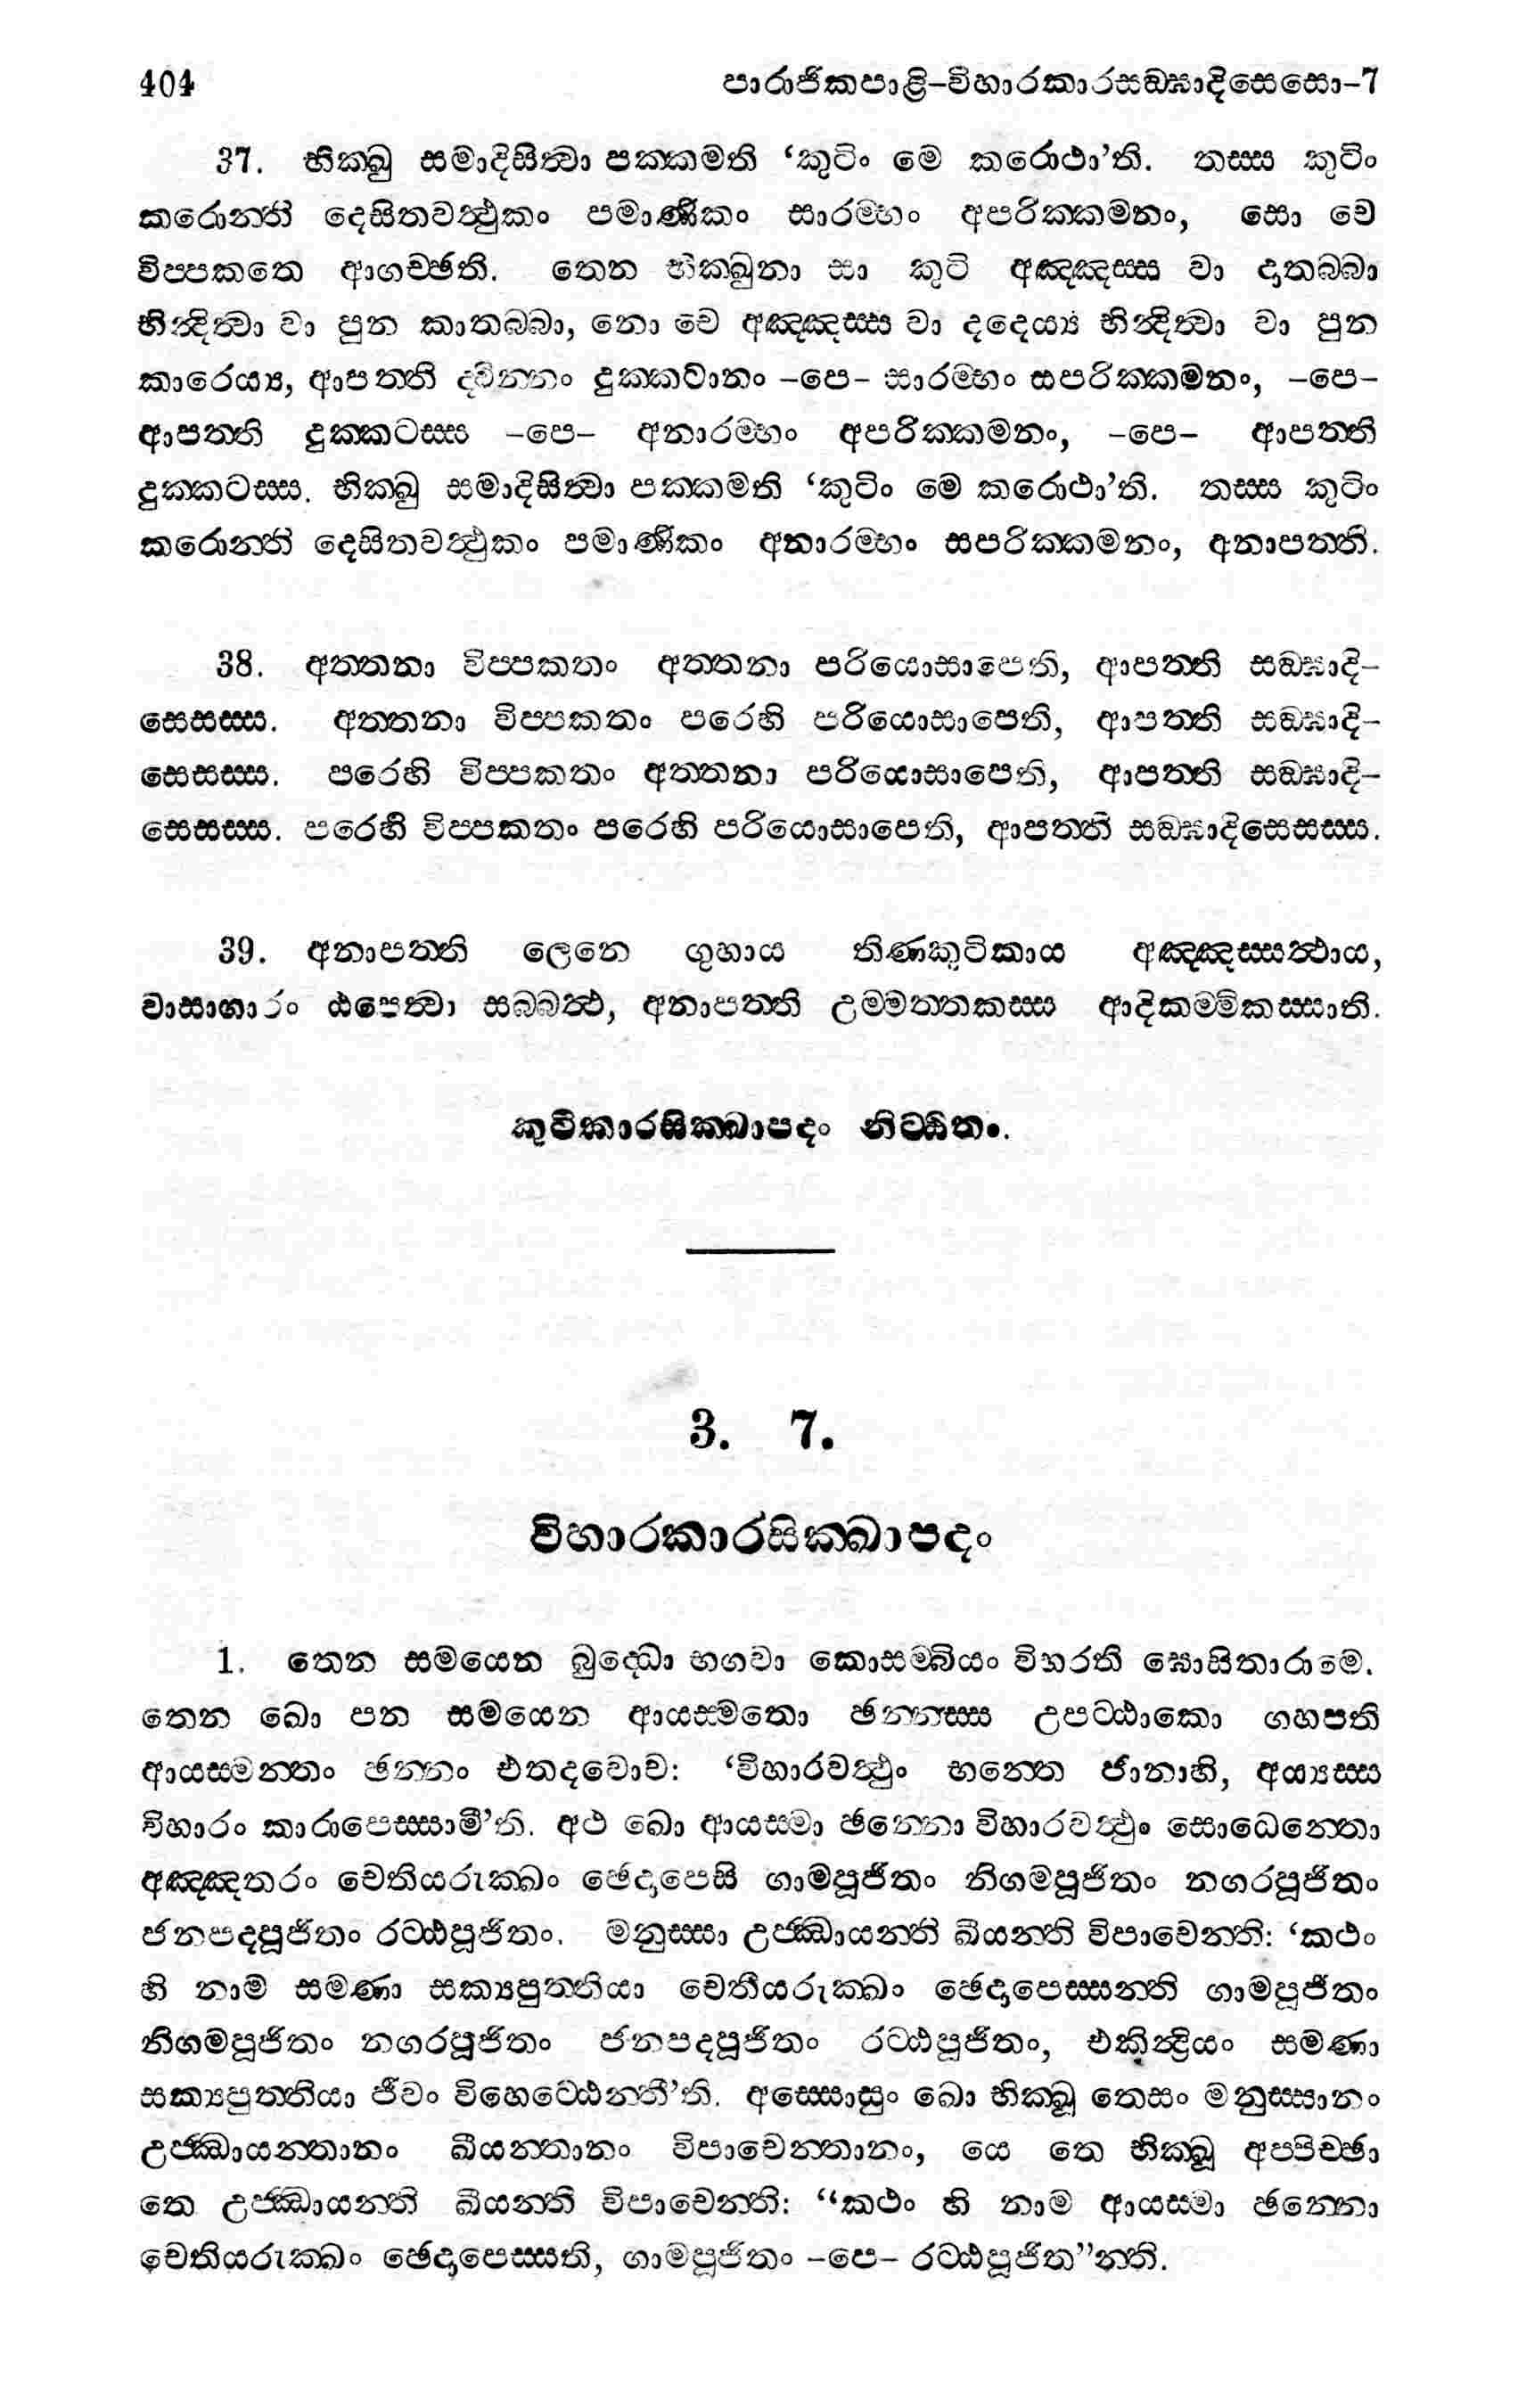 404 පාරාජිකපාළි–විහාරකාරසඞ්ඝාදිසෙසො–7
37. භික්ඛු සමාදිසිත්වා පක්කමති ‘කුටිං මෙ කරොථා’ති. තස්ස කුටිං
කරොන්ති දෙසිතවත්ථුකං පමාණිකං සාරම්භං අපරික්කමනං, සො චෙ
විප්පකතෙ ආගච්ඡති. තෙන භික්ඛුනා සා කුටි අඤ්ඤස්ස වා දාතබ්බා
භින්දිත්වා වා පුන කාතබ්බා, නො චෙ අඤ්ඤස්ස වා දදෙය්‍ය භින්දිත්වා වා පුන
කාරෙය්‍ය, ආපත්ති ද්වින්නං දුක්කටානං –පෙ– සාරම්භං සපරික්කමනං, –පෙ–
ආපත්ති දුක්කටස්ස –පෙ– අනාරම්භං අපරික්කමනං, –පෙ– ආපත්ති
දුක්කටස්ස. භික්ඛු සමාදිසිත්වා පක්කමති ‘කුටිං මෙ කරොථා’ති. තස්ස කුටිං
කරොන්ති දෙසිතවත්ථුකං පමාණිකං අනාරම්භං සපරික්කමනං, අනාපත්ති.
38. අත්තනා විප්පකතං අත්තනා පරියොසාපෙති, ආපත්ති සඞ්ඝාදි–
සෙසස්ස. අත්තනා විප්පකතං පරෙහි පරියොසාපෙති, ආපත්ති සඞ්ඝාදි–
සෙසස්ස. පරෙහි විප්පකතං අත්තනා පරියොසාපෙති, ආපත්ති සඞ්ඝාදි–
සෙසස්ස. පරෙහි විප්පකතං පරෙහි පරියොසාපෙති, ආපත්ති සඞ්ඝාදිසෙසස්ස.
39. අනාපත්ති ලෙනෙ ගුහාය තිණකුටිකාය අඤ්ඤස්සත්ථාය,
වාසාගාරං ඨපෙත්වා සබ්බත්ථ, අනාපත්ති උම්මත්තකස්ස ආදිකම්මිකස්සාති.
කුටිකාරසික්ඛාපදං නිට්ඨිතං.
3. 7.
විහාරකාරසික්ඛාපදං
1. තෙන සමයෙන බුද්ධො භගවා කොසම්බියං විහරති ඝොසිතාරාමෙ.
තෙන ඛො පන සමයෙන ආයස්මතො ඡන්නස්ස උපට්ඨාකො ගහපති
ආයස්මන්තං ඡන්නං එතදවොච: ‘විහාරවත්ථුං භන්තෙ ජානාහි, අය්‍යස්ස
විහාරං කාරාපෙස්සාමී’ති. අථ ඛො ආයස්මා ඡන්නො විහාරවත්ථුං සොධෙන්තො
අඤ්ඤතරං චෙතියරුක්ඛං ඡෙදාපෙසි ගාමපූජිතං නිගමපූජිතං නගරපූජිතං
ජනපදපූජිතං රට්ඨපූජිතං. මනුස්සා උජ්ඣායන්ති ඛීයන්ති විපාචෙන්ති: ‘කථං
හි නාම සමණා සක්‍යපුත්තියා චෙතියරුක්ඛං ඡෙදාපෙස්සන්ති ගාමපූජිතං
නිගමපූජිතං නගරපූජිතං ජනපදපූජිතං රට්ඨපූජිතං, එකින්ද්‍රියං සමණා
සක්‍යපුත්තියා ජීවං විහෙට්ඨෙන්තී’ති. අස්සොසුං ඛො භික්ඛූ තෙසං මනුස්සානං
උජ්ඣායන්තානං ඛීයන්තානං විපාචෙන්තානං, යෙ තෙ භික්ඛූ අප්පිච්ඡා
තෙ උජ්ඣායන්ති ඛීයන්ති විපාචෙන්ති: “කථං හි නාම ආයස්මා ඡන්නො
චෙතියරුක්ඛං ඡෙදාපෙස්සති, ගාමපූජිතං –පෙ– රට්ඨපූජිත”න්ති.